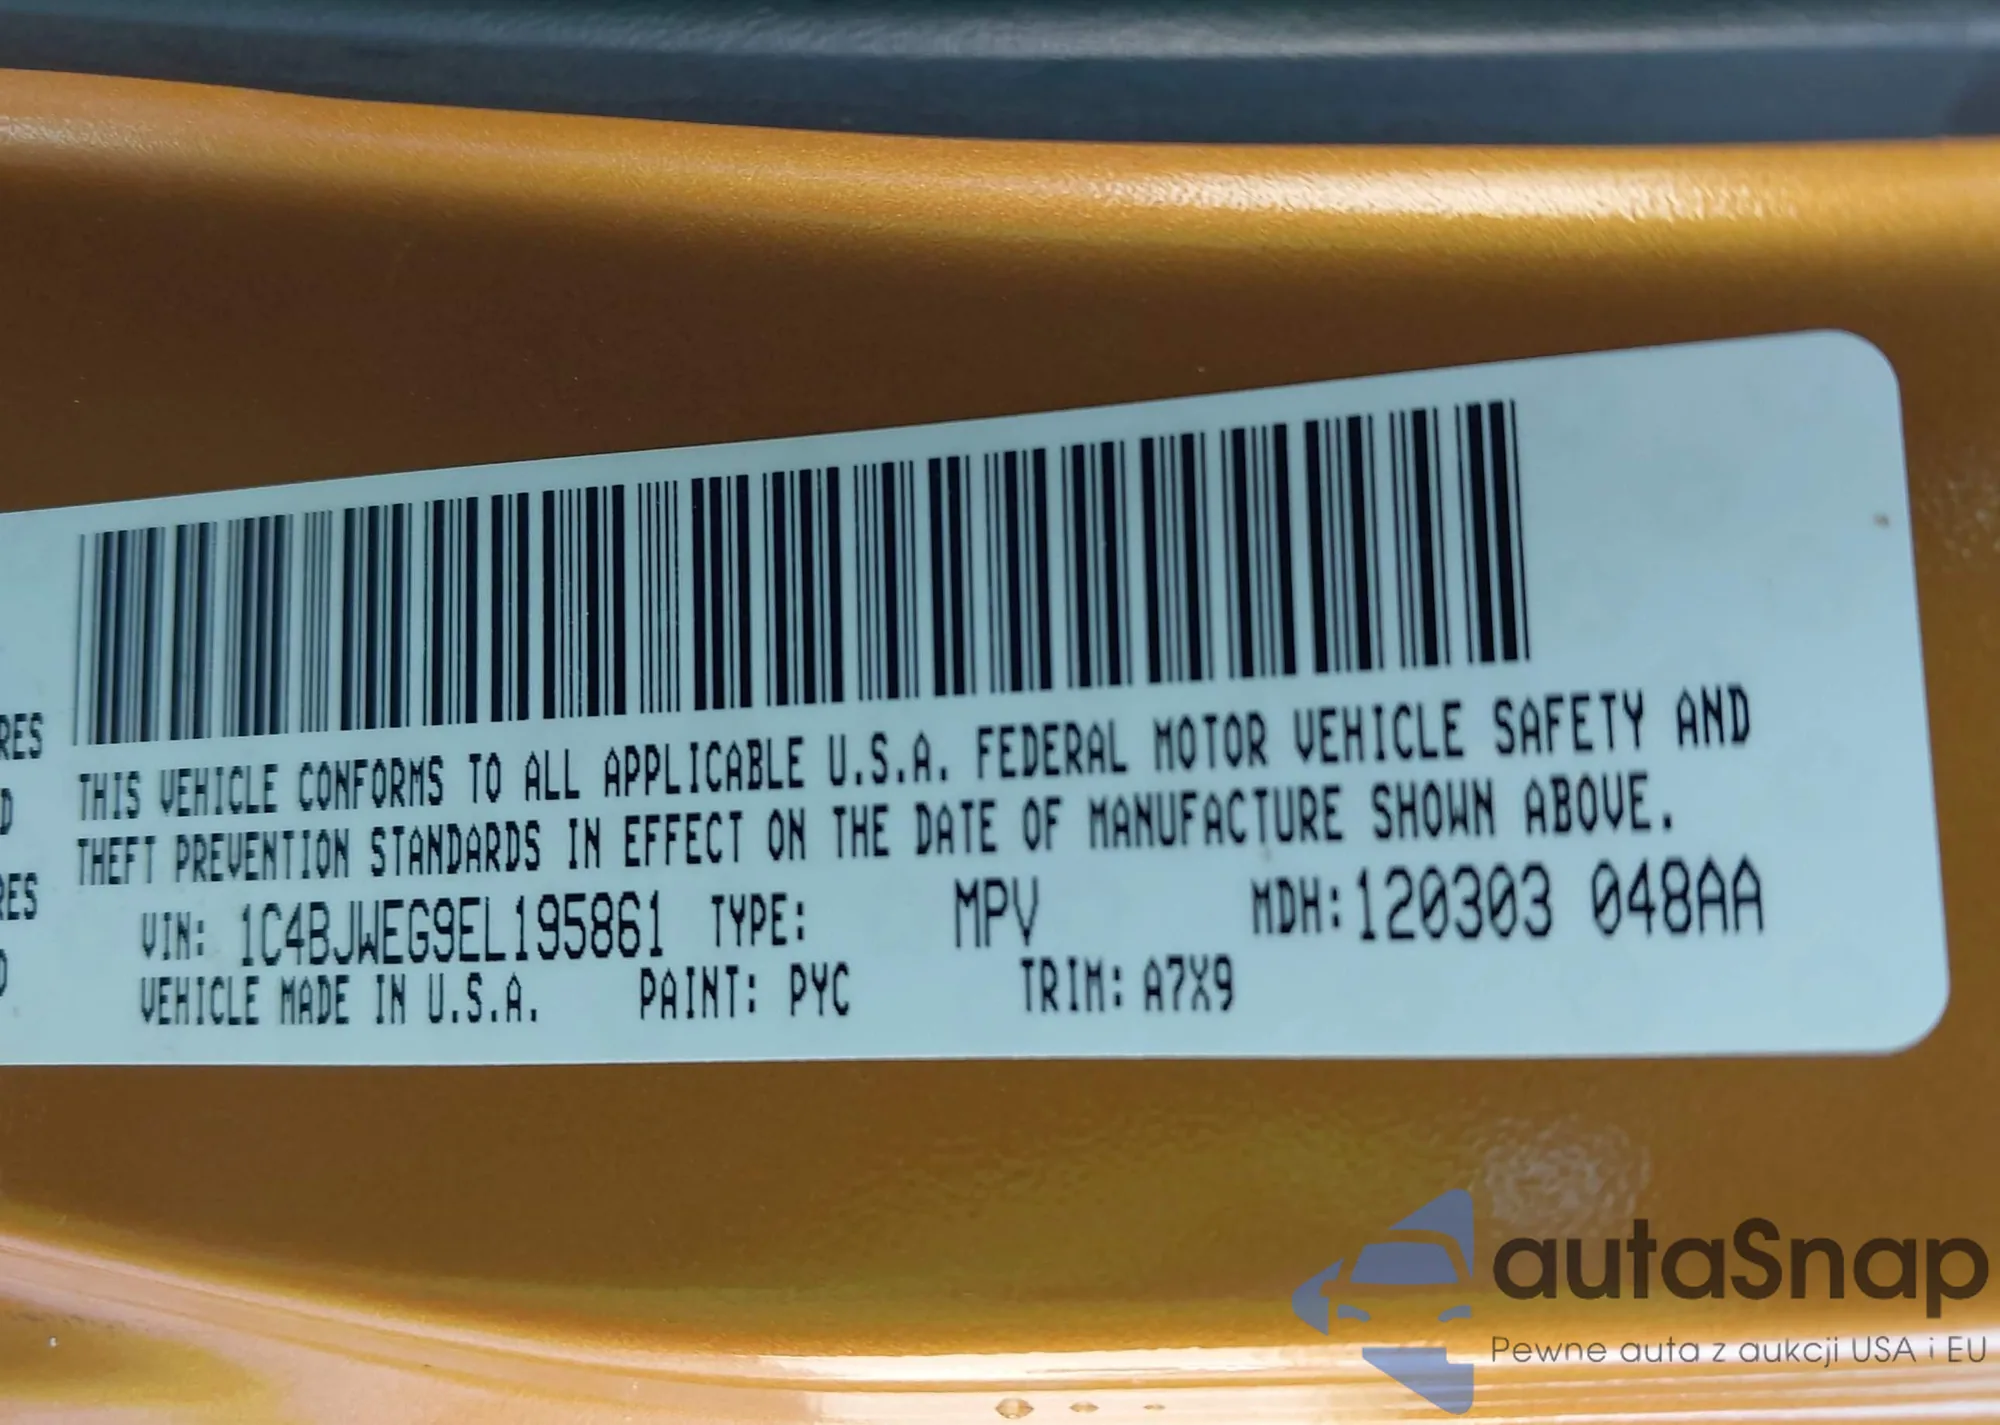 RES
THIS VEHICLE CONFORMS TO ALL APPLICABLE U.S.A. FEDERAL MOTOR VEHICLE SAFETY AND
D
THEFT PREVENTION STANDARDS IN EFFECT ON THE DATE OF MANUFACTURE SHOWN ABOVE.
RES
VIN: 1C4BJWEG9EL195861 TYPE: MPV MDH:120303 048AA
D
VEHICLE MADE IN U.S.A. PAINT: PYC TRIM: A7X9
autaSnap
Pewne auta z aukcji USA i EU